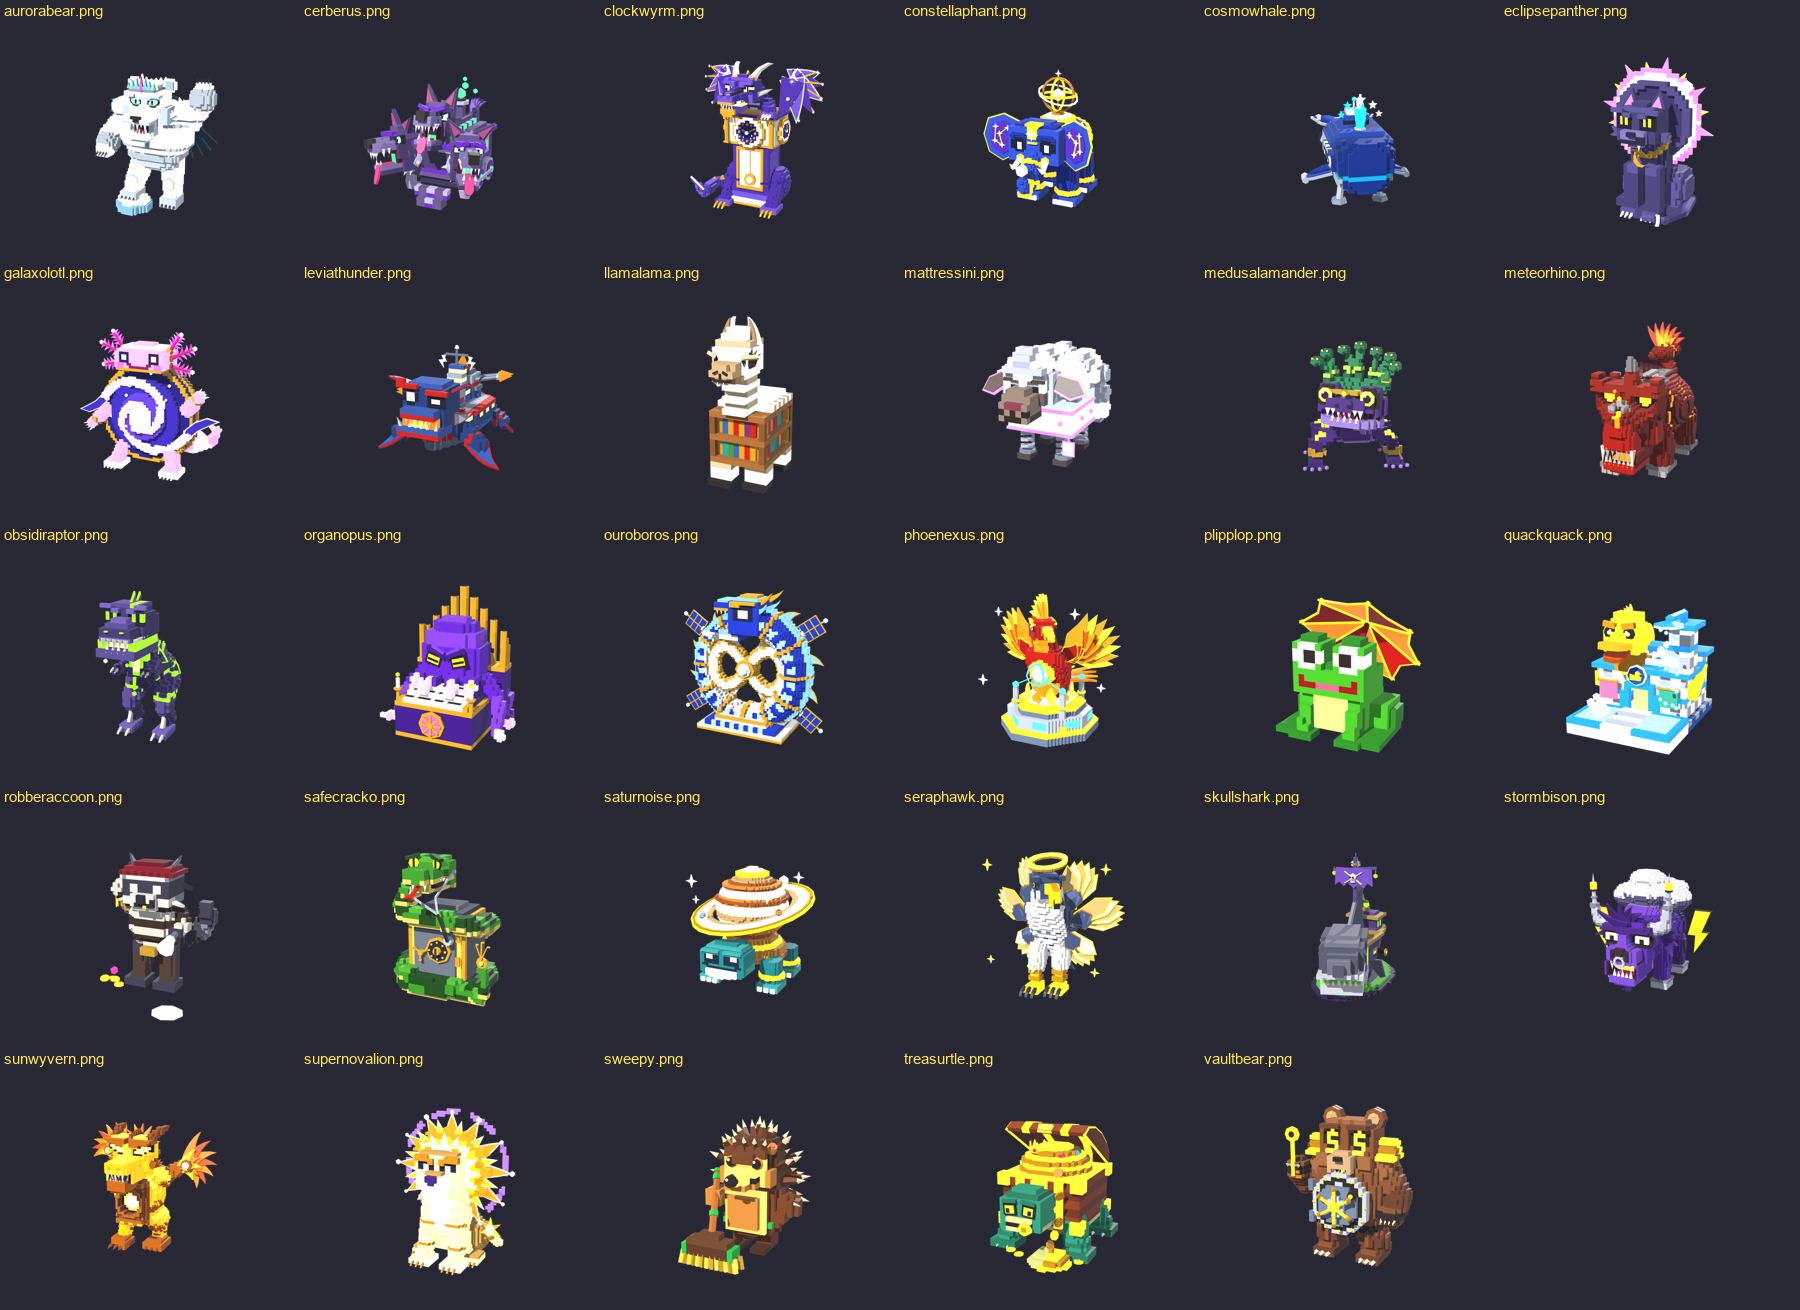 aurorabear.png
cerberus.png
clockwyrm.png
constellaphant.png
cosmowhale.png
eclipsepanther.png
galaxolotl.png
leviathunder.png
llamalama.png
mattressini.png
medusalamander.png
meteorhino.png
obsidiraptor.png
organopus.png
ouroboros.png
phoenexus.png
plipplop.png
quackquack.png
robberaccoon.png
safecracko.png
saturnoise.png
seraphawk.png
skullshark.png
stormbison.png
sunwyvern.png
supernovalion.png
sweepy.png
treasurtle.png
vaultbear.png
$ $